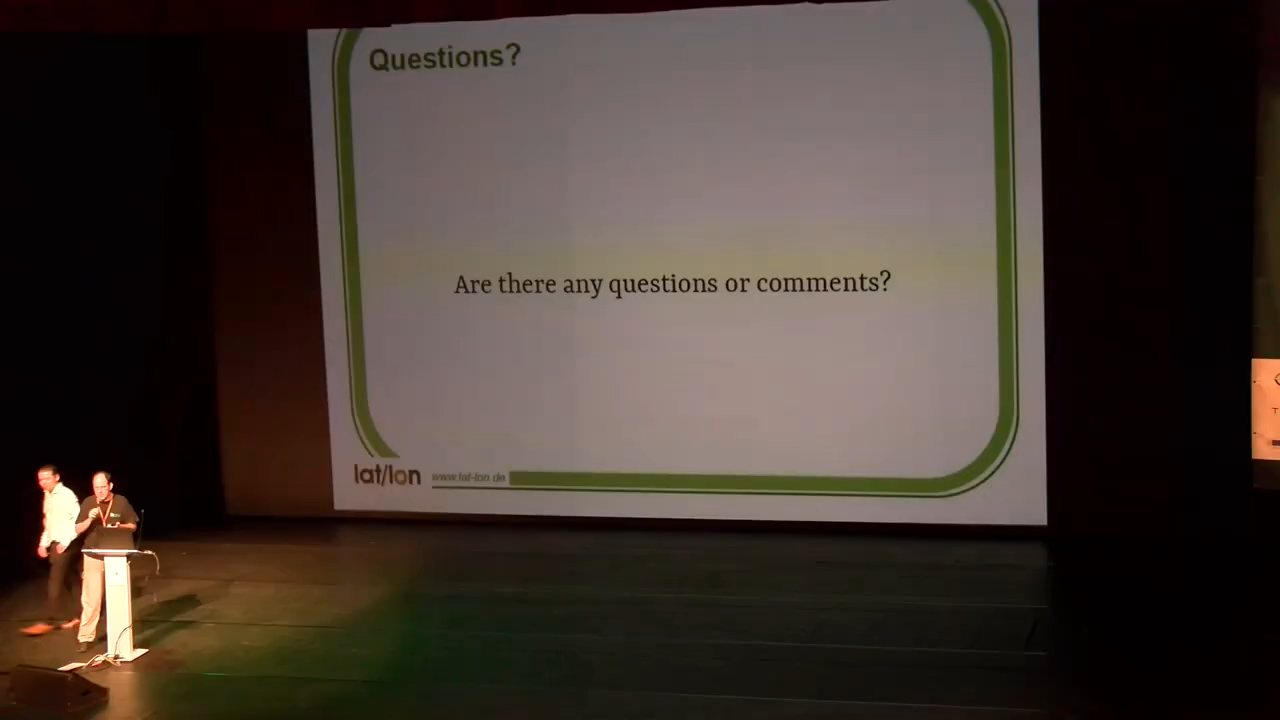 Questions?
Are there any questions or comments?
lat/lon
www.lat-lon.de